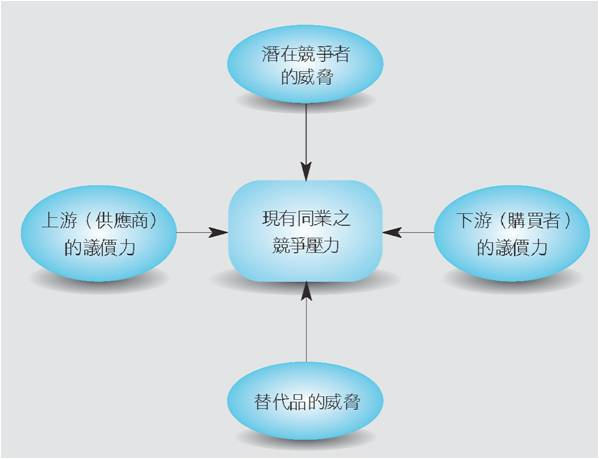 潛在競爭者
的威脅
上游（供應商）
的議價力
現有同業之
競爭壓力
下游（購買者）
的議價力
替代品的威脅